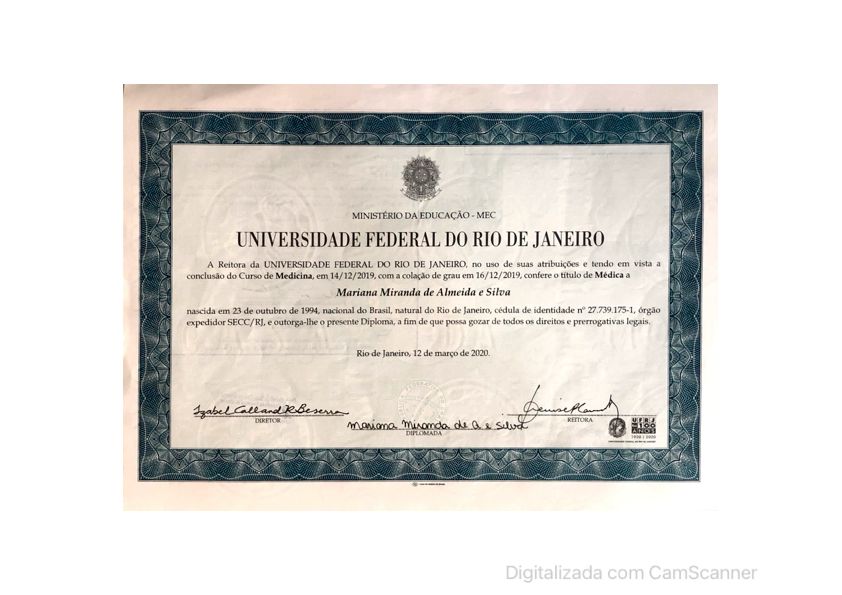 MINISTÉRIO DA EDUCAÇÃO - MEC
UNIVERSIDADE FEDERAL DO RIO DE JANEIRO
A Reitora da UNIVERSIDADE FEDERAL DO RIO DE JANEIRO, no uso de suas atribuições e tendo em vista a
conclusão do Curso de Medicina, em 14/12/2019, com a colação de grau em 16/12/2019, confere o título de Médica a
Mariana Miranda de Almeida e Silva
nascida em 23 de outubro de 1994, nacional do Brasil, natural do Rio de Janeiro, cédula de identidade nº 27.739.175-1, órgão
expedidor SECC/RJ, e outorga-lhe o presente Diploma, a fim de que possa gozar de todos os direitos e prerrogativas legais.
Rio de Janeiro, 12 de março de 2020.
Izabel Calland R. Beserra
DIRETOR
Mariana Miranda de A. e Silva
DIPLOMADA
REITORA
UFRJ
100
ANOS
1920 / 2020
Digitalizada com CamScanner